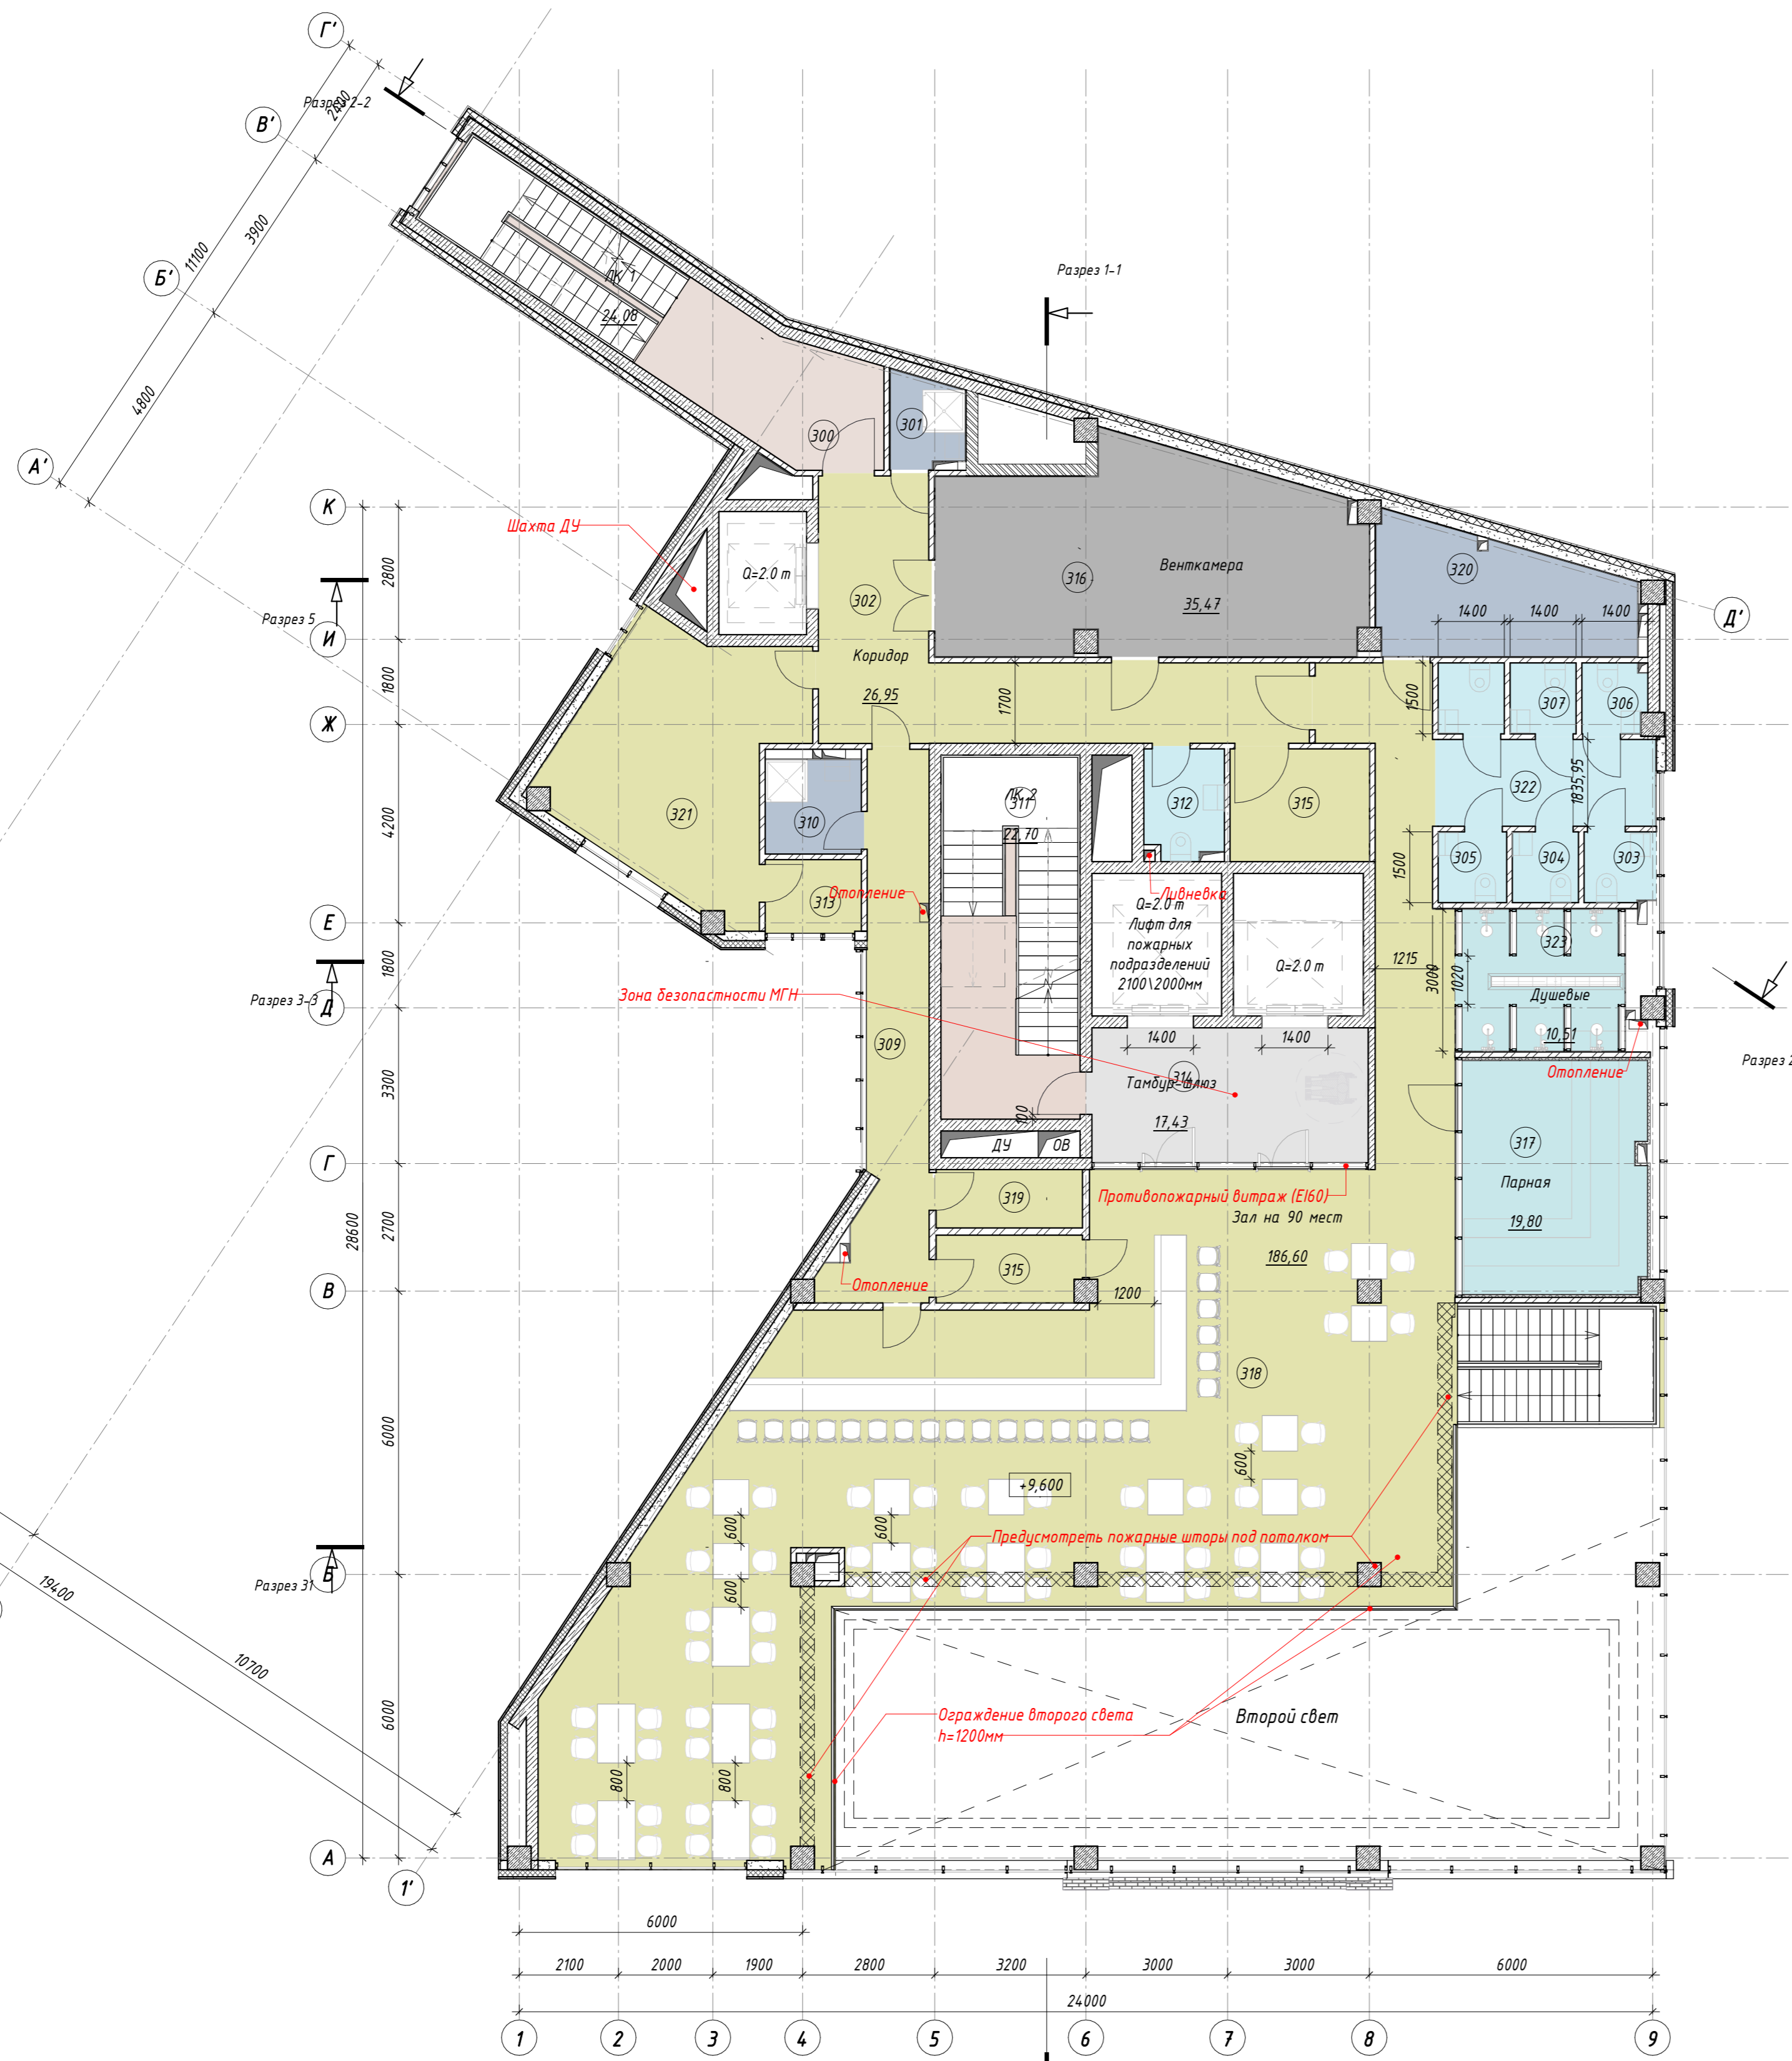 Г'
Разрез 2-2
2400
В'
3900
11100
Б'
4800
А'
Разрез 1-1
ЛК 1
24,08
300
301
К
Шахта ДУ
2800
Q=2.0 т
302
316
Венткамера
35,47
320
1400
1400
1400
Д'
Разрез 5
И
Коридор
26,95
1800
1700
1500
307
306
Ж
4200
321
310
ЛК 2
311
22,70
312
315
322
1835,95
305
304
303
1500
313
Отопление
Ливневка
Е
Q=2.0 т
Лифт для
пожарных
подразделений
2100\2000мм
Q=2.0 т
1215
323
3000
1020
Душевые
10,51
1800
Разрез 3-3
Д
Зона безопастности МГН
309
1400
1400
314
Тамбур-шлюз
17,43
100
Отопление
Разрез 2
3300
ДУ
ОВ
317
Парная
19,80
Г
319
Противопожарный витраж (EI60)
Зал на 90 мест
186,60
28600
2700
315
Отопление
1200
В
318
6000
600
+9,600
600
600
Предусмотреть пожарные шторы под потолком
Разрез 31
Б
600
19400
10700
6000
Ограждение второго света
h=1200мм
Второй свет
800
800
А
1'
6000
2100
2000
1900
2800
3200
3000
3000
6000
24000
1
2
3
4
5
6
7
8
9